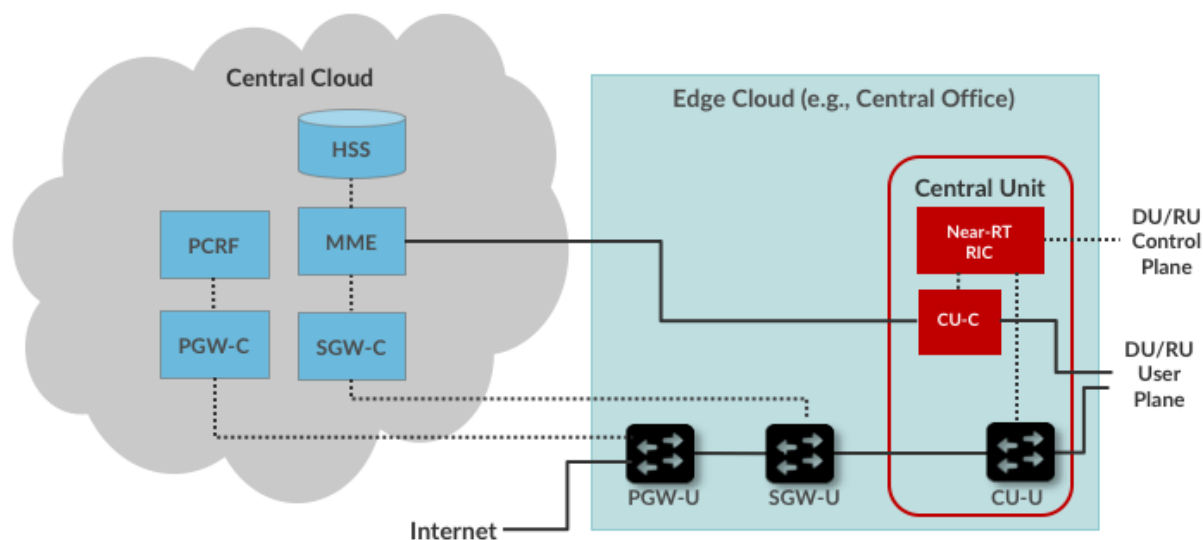 Central Cloud
HSS
PCRF
MME
PGW-C
SGW-C
Edge Cloud (e.g., Central Office)
Central Unit
Near-RT
RIC
CU-C
DU/RU
Control
Plane
DU/RU
User
Plane
PGW-U
SGW-U
CU-U
Internet